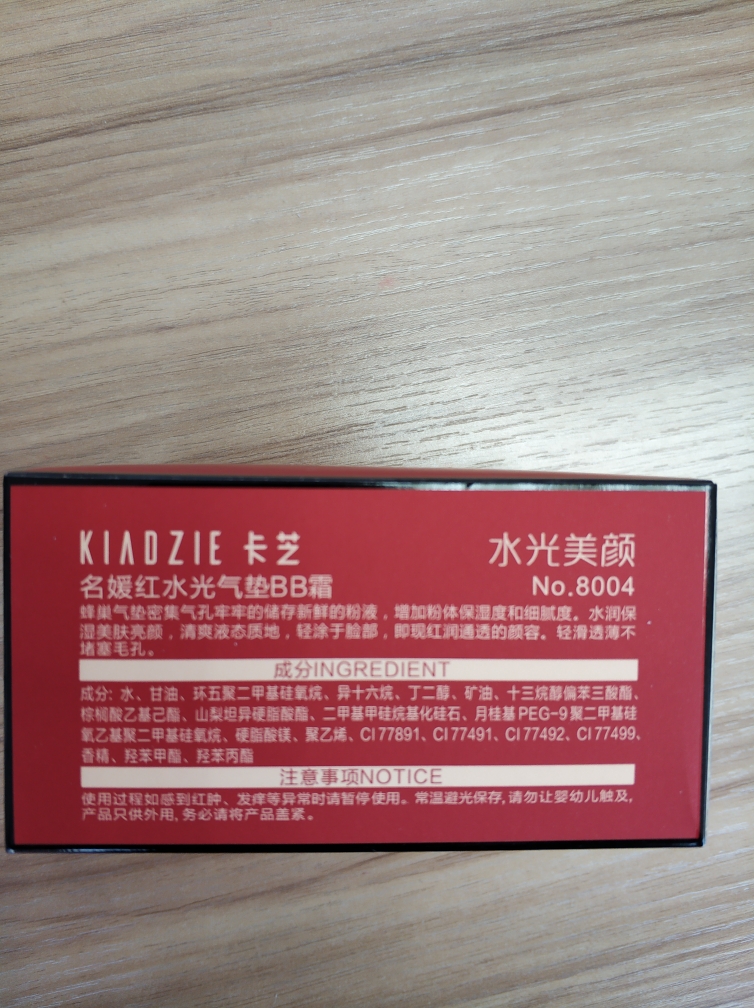 KIADZIE 卡芝
水光美颜
名媛红水光气垫BB霜
No.8004
蜂巢气垫密集气孔牢牢的储存新鲜的粉液，增加粉体保湿度和细腻度。水润保
湿美肤亮颜，清爽液态质地，轻涂于脸部，即现红润通透的颜容。轻滑透薄不
堵塞毛孔。
成分INGREDIENT
成分: 水、甘油、环五聚二甲基硅氧烷、异十六烷、丁二醇、矿油、十三烷醇偏苯三酸酯、
棕榈酸乙基己酯、山梨坦异硬脂酸酯、二甲基甲硅烷基化硅石、月桂基PEG-9聚二甲基硅
氧乙基聚二甲基硅氧烷、硬脂酸镁、聚乙烯、CI 77891、CI 77491、CI 77492、CI 77499、
香精、羟苯甲酯、羟苯丙酯
注意事项NOTICE
使用过程如感到红肿、发痒等异常时请暂停使用。常温避光保存,请勿让婴幼儿触及,
产品只供外用,务必请将产品盖紧。